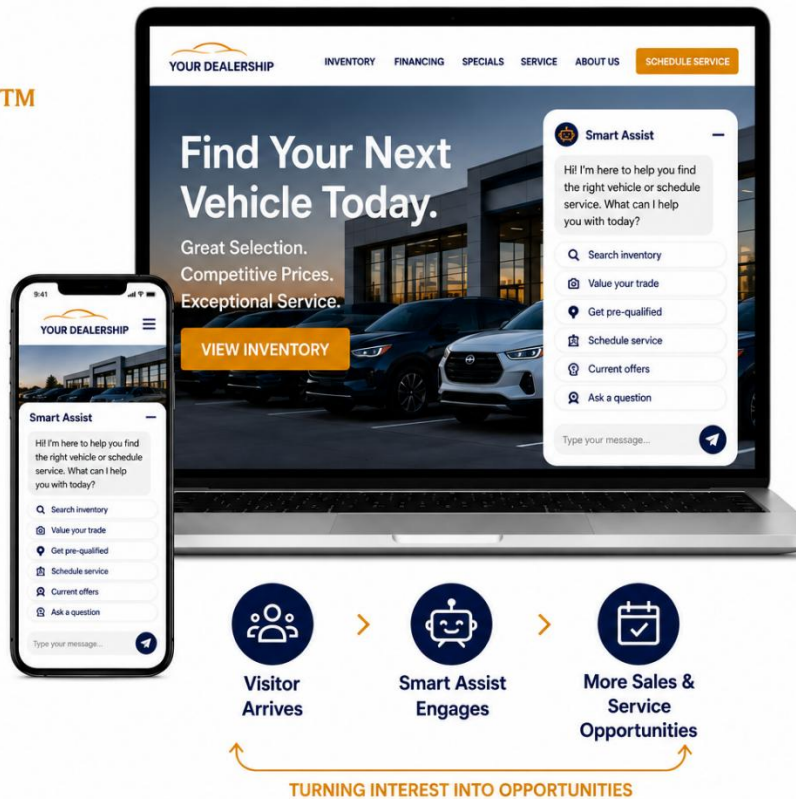 TM
YOUR DEALERSHIP
INVENTORY FINANCING SPECIALS SERVICE ABOUT US SCHEDULE SERVICE
Find Your Next
Vehicle Today.
Great Selection.
Competitive Prices.
Exceptional Service.
VIEW INVENTORY
Smart Assist
Hi! I'm here to help you find
the right vehicle or schedule
service. What can I help
you with today?
Search inventory
Value your trade
Get pre-qualified
Schedule service
Current offers
Ask a question
Type your message...
9:41
YOUR DEALERSHIP
Smart Assist
Hi! I'm here to help you find
the right vehicle or schedule
service. What can I help
you with today?
Search inventory
Value your trade
Get pre-qualified
Schedule service
Current offers
Ask a question
Type your message...
Visitor
Arrives
Smart Assist
Engages
More Sales &
Service
Opportunities
TURNING INTEREST INTO OPPORTUNITIES